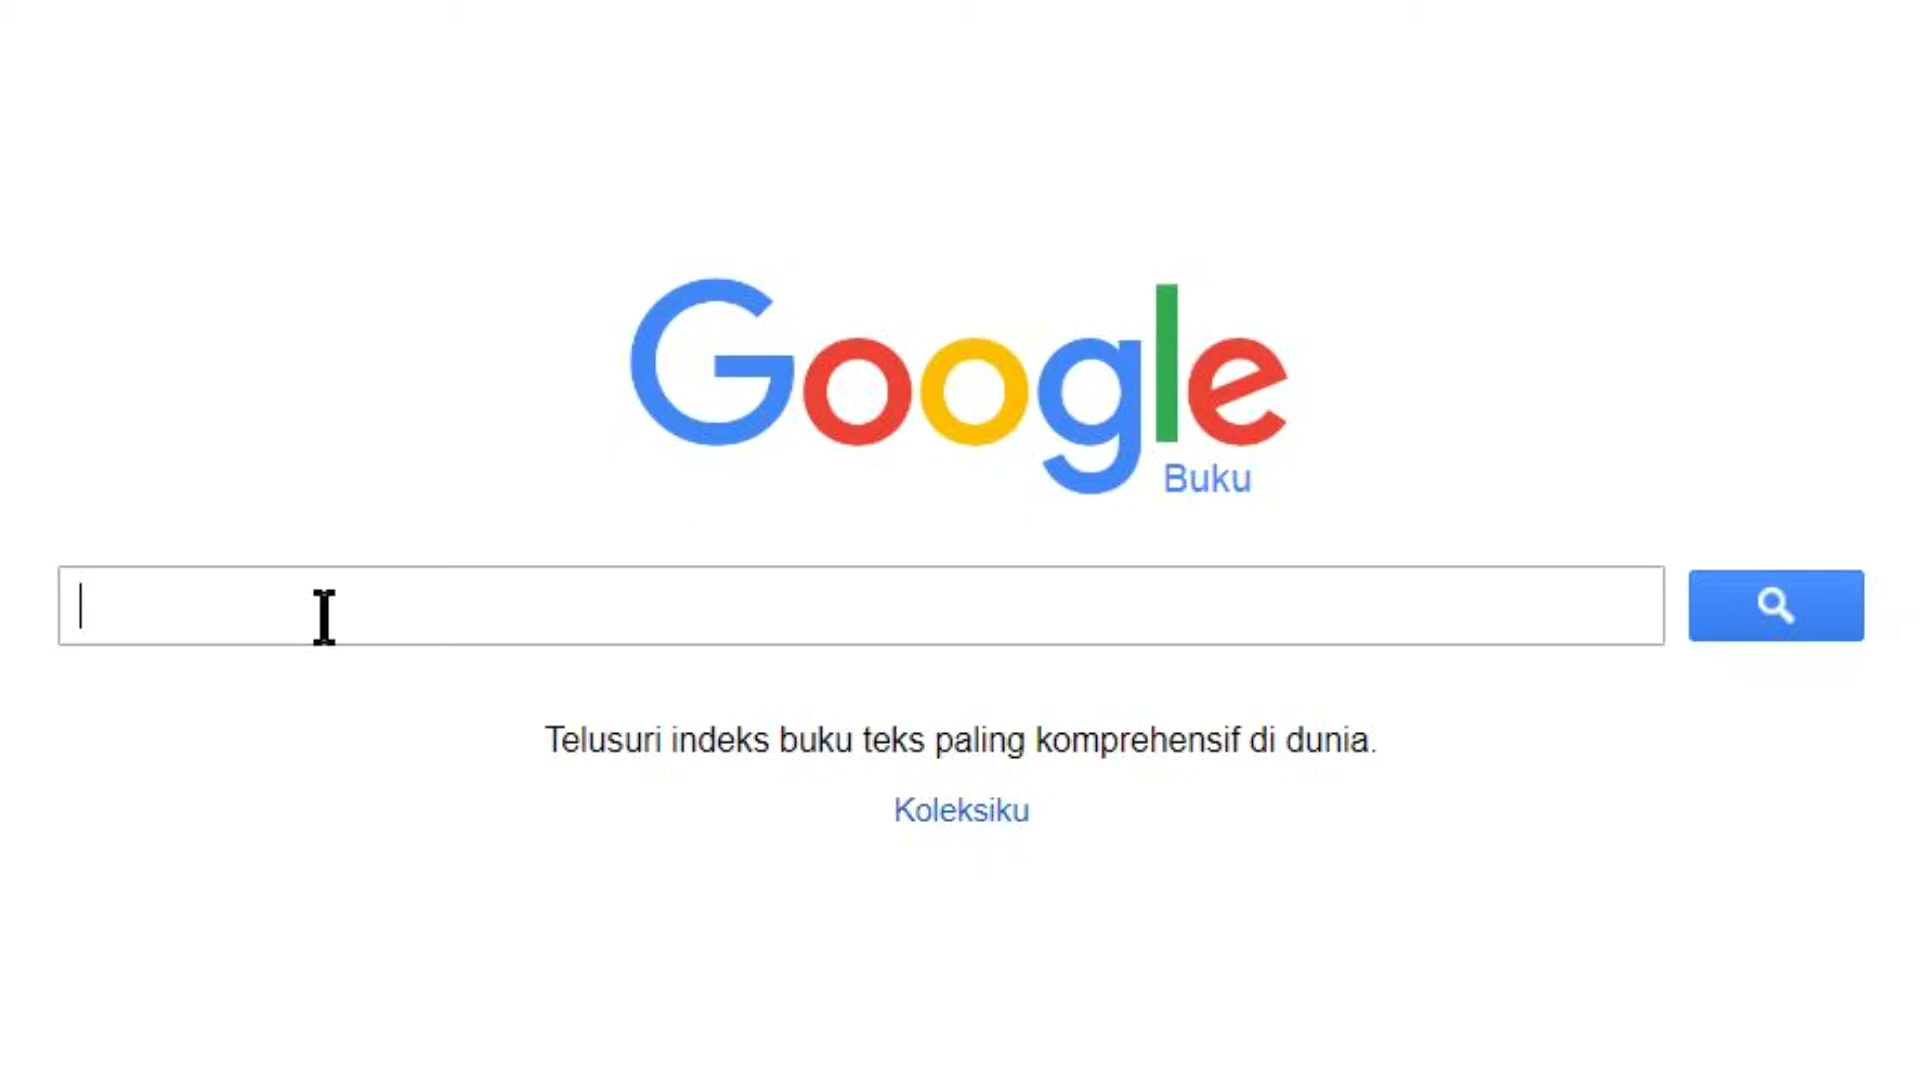 Google
Buku
Telusuri indeks buku teks paling komprehensif di dunia.
Koleksiku